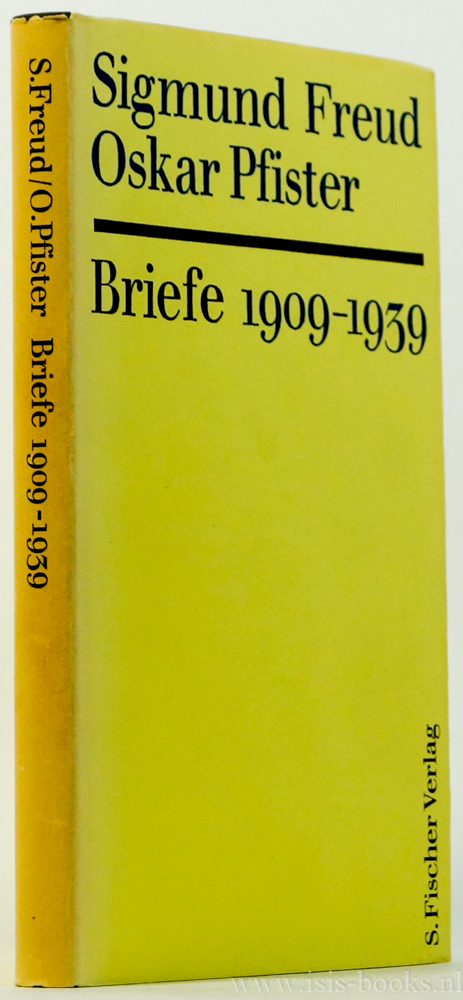 Sigmund Freud
Oskar Pfister
Briefe 1909-1939
S. Fischer Verlag
S.Freud/O.Pfister Briefe 1909-1939
www.isis-books.nl